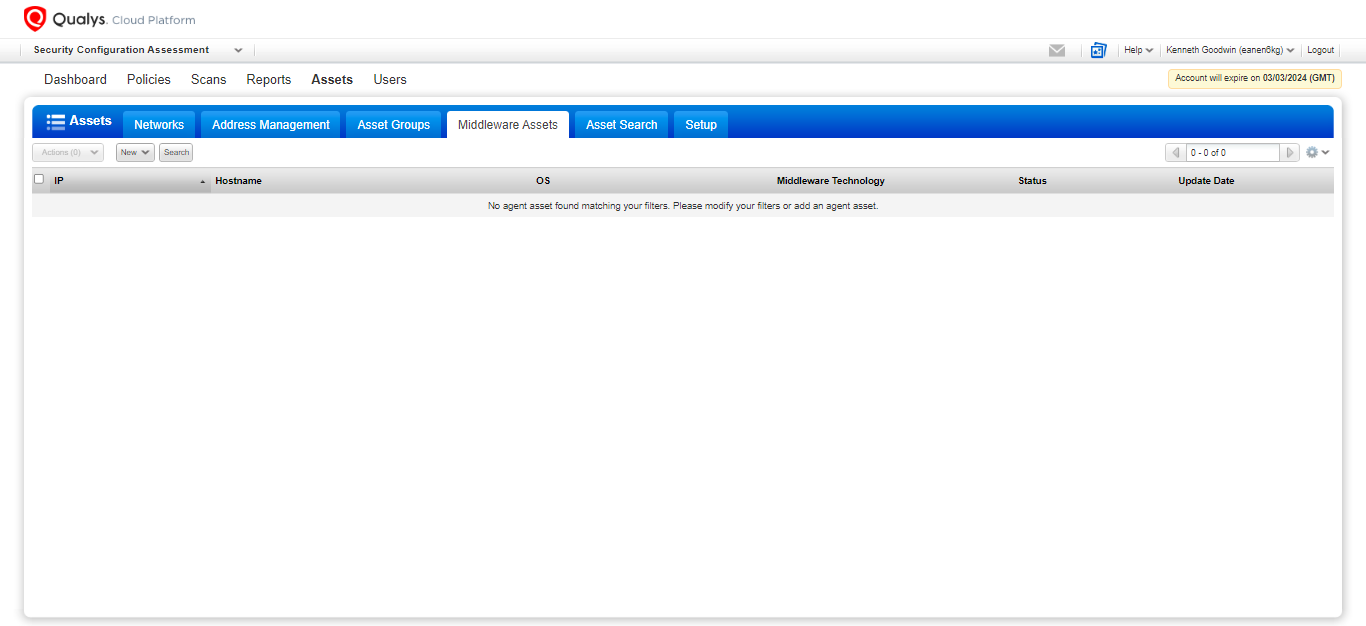 Qualys. Cloud Platform
Security Configuration Assessment
Help
Kenneth Goodwin (eanen6kg)
Logout
Dashboard Policies Scans Reports Assets Users
Account will expire on 03/03/2024 (GMT)
Assets Networks Address Management Asset Groups Middleware Assets Asset Search Setup
Actions (0) New Search 0 - 0 of 0
IP Hostname OS Middleware Technology Status Update Date
No agent asset found matching your filters. Please modify your filters or add an agent asset.